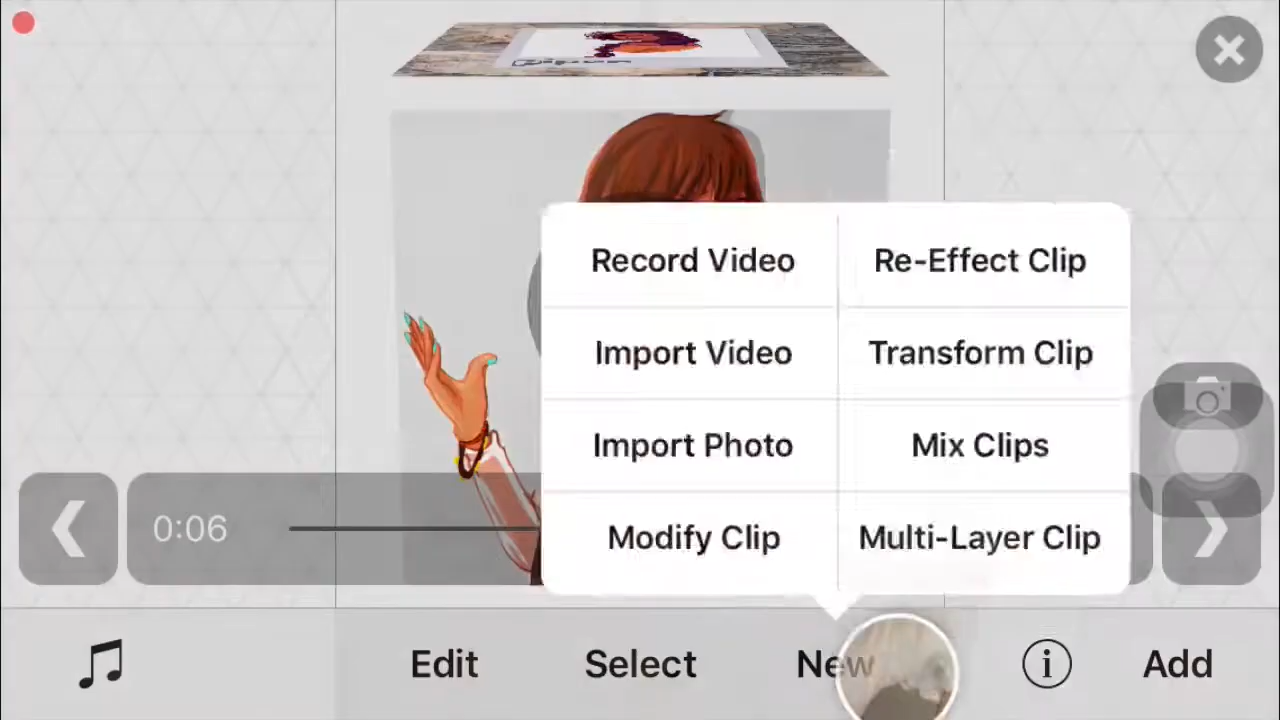 Record Video
Re-Effect Clip
Import Video
Transform Clip
Import Photo
Mix Clips
Modify Clip
Multi-Layer Clip
0:06
Edit
Select
New
Add